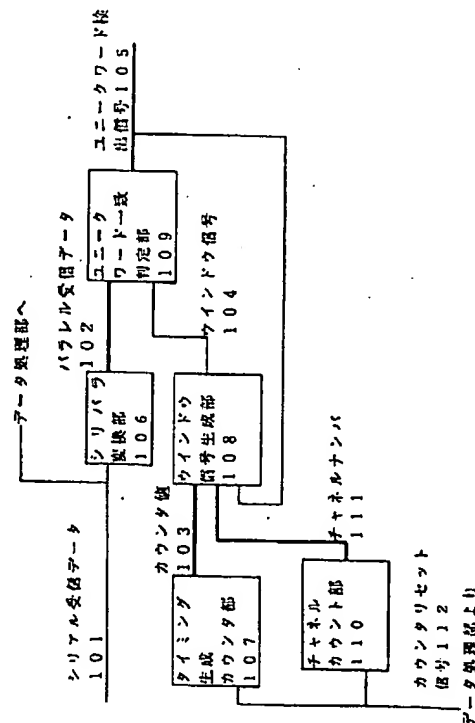 シリアル受信データ
101
データ処理部へ
シリパラ
変換部
106
パラレル受信データ
102
ユニーク
ワード一致
判定部
109
ユニークワード検
出信号105
カウンタ値
103
ウインドウ
信号生成部
108
ウインドウ信号
104
タイミング
生成
カウンタ部
107
チャネル
カウント部
110
チャネルナンバ
111
カウンタリセット
信号112
データ処理部より